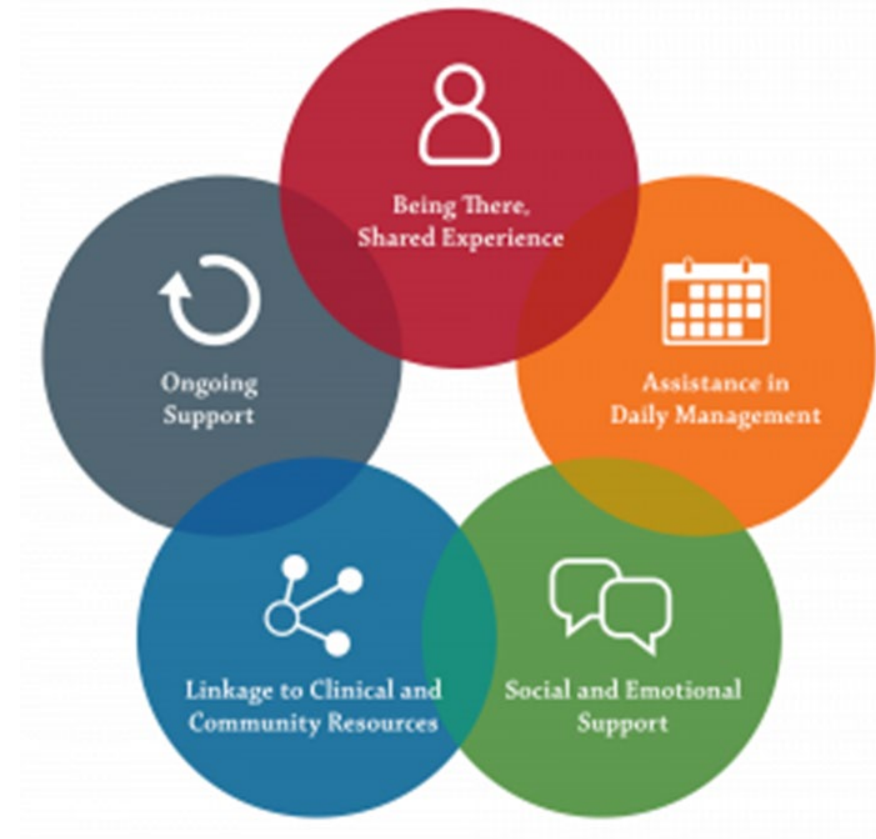 Being There,
Shared Experience
Ongoing
Support
Assistance in
Daily Management
Linkage to Clinical and
Community Resources
Social and Emotional
Support